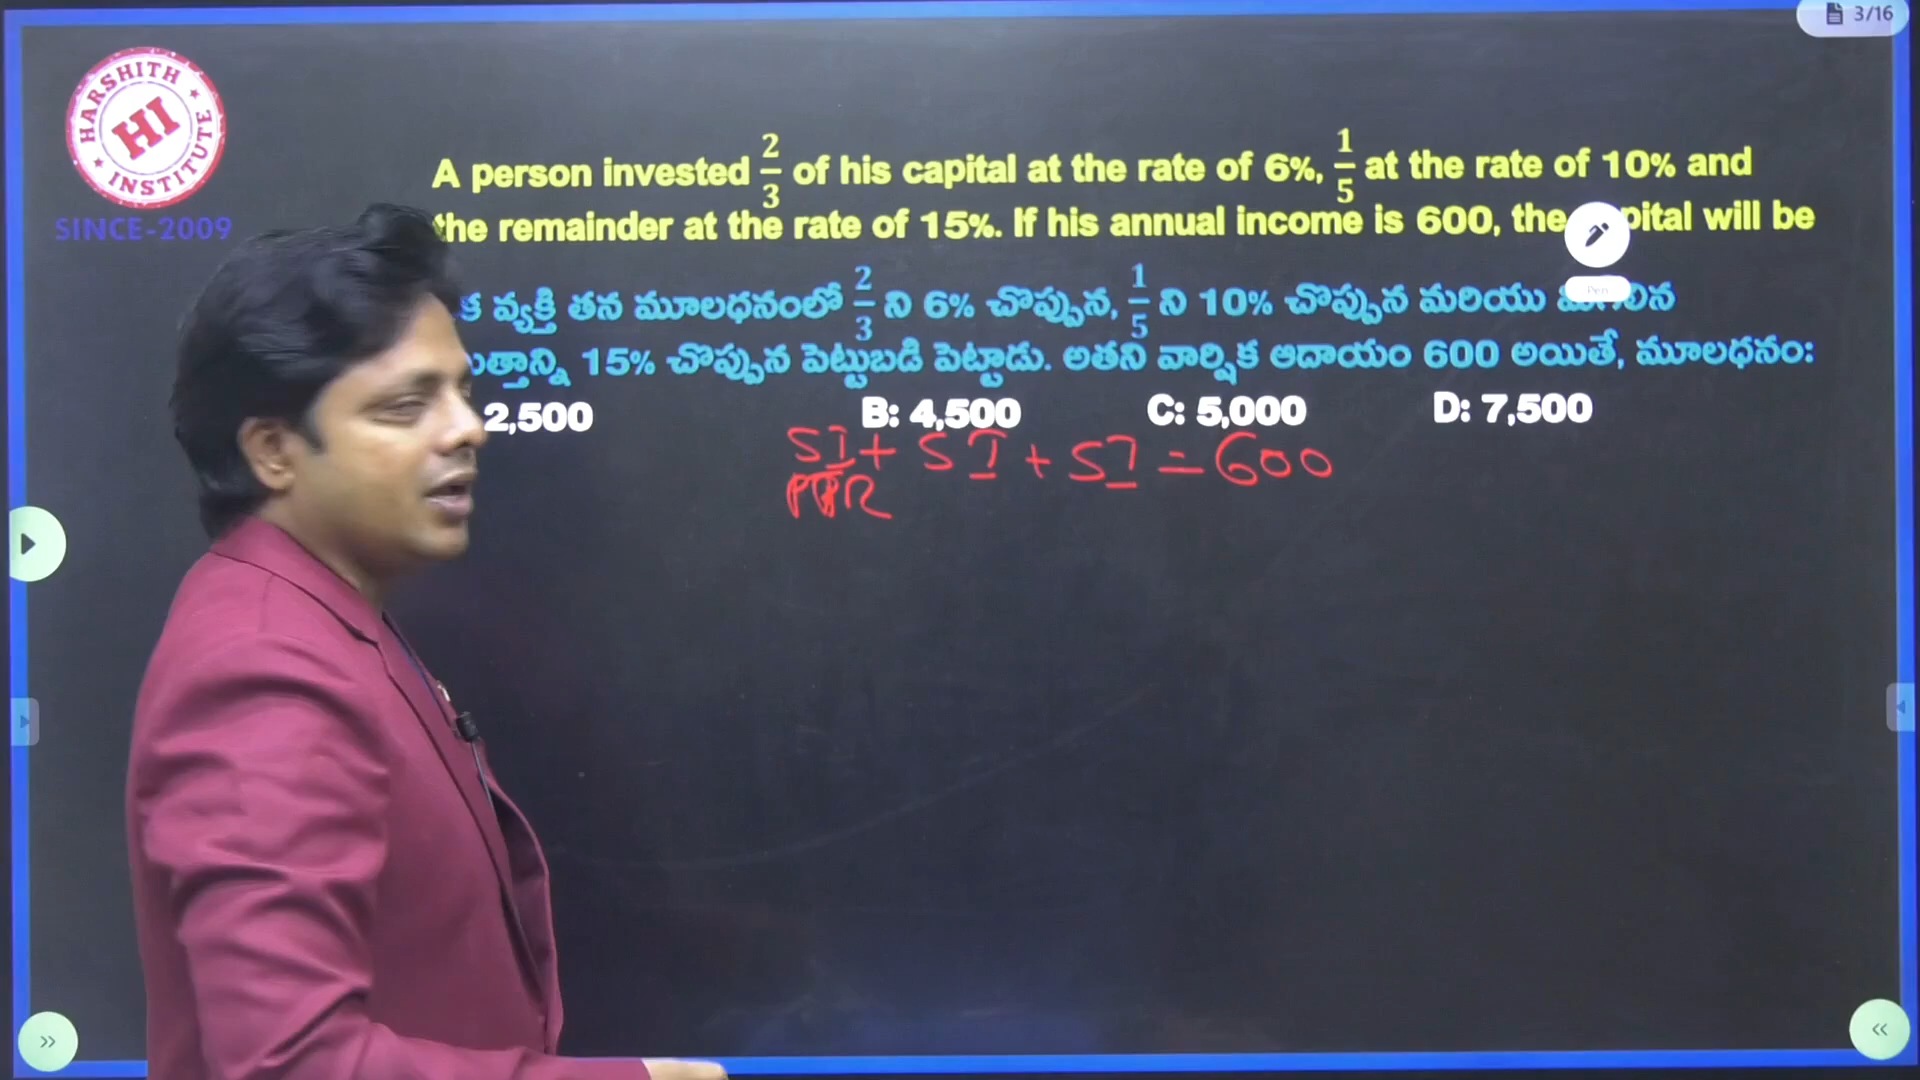 3/16
HARSHITH
HI
INSTITUTE
SINCE-2009
A person invested 2/3 of his capital at the rate of 6%, 1/5 at the rate of 10% and
the remainder at the rate of 15%. If his annual income is 600, the will be
వ్యక్తి తన మూలధనంలో 2/3 ని 6% చొప్పున, 1/5 ని 10% చొప్పున మరియు
15% చొప్పున పెట్టుబడి పెట్టాడు. అతని వార్షిక ఆదాయం 600 అయితే, మూలధనం:
2,500 B: 4,500 C: 5,000 D: 7,500
SI + SI + SI = 600
Pen
>>
<<